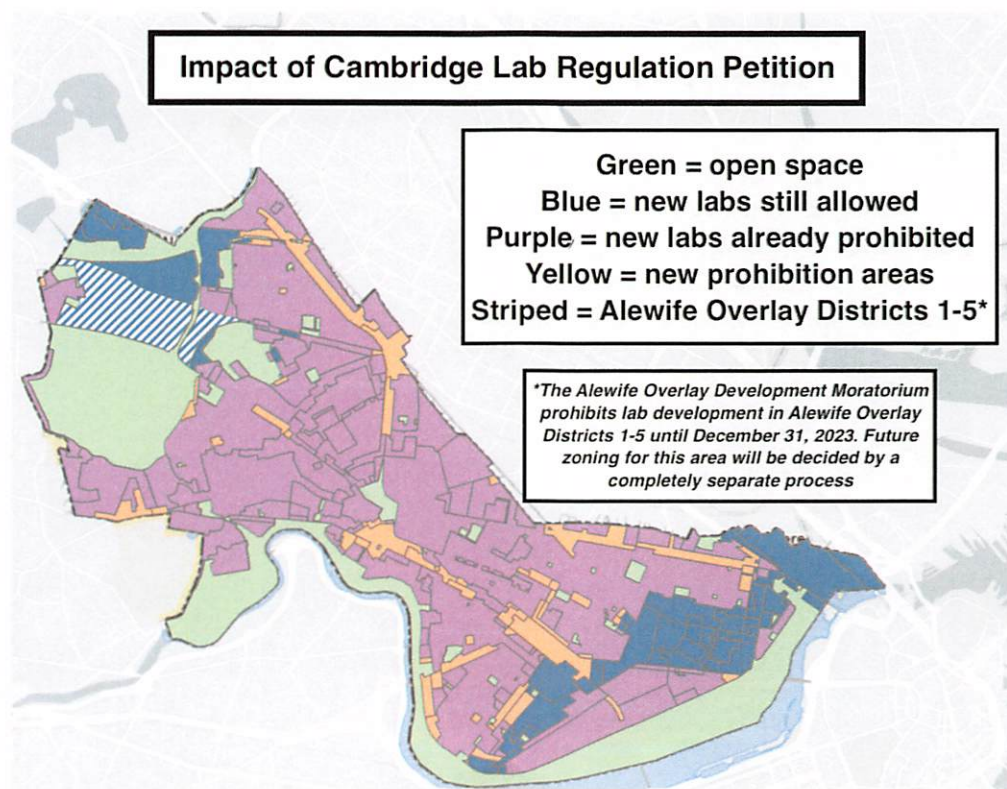 Impact of Cambridge Lab Regulation Petition
Green = open space
Blue = new labs still allowed
Purple = new labs already prohibited
Yellow = new prohibition areas
Striped = Alewife Overlay Districts 1-5*
*The Alewife Overlay Development Moratorium
prohibits lab development in Alewife Overlay
Districts 1-5 until December 31, 2023. Future
zoning for this area will be decided by a
completely separate process